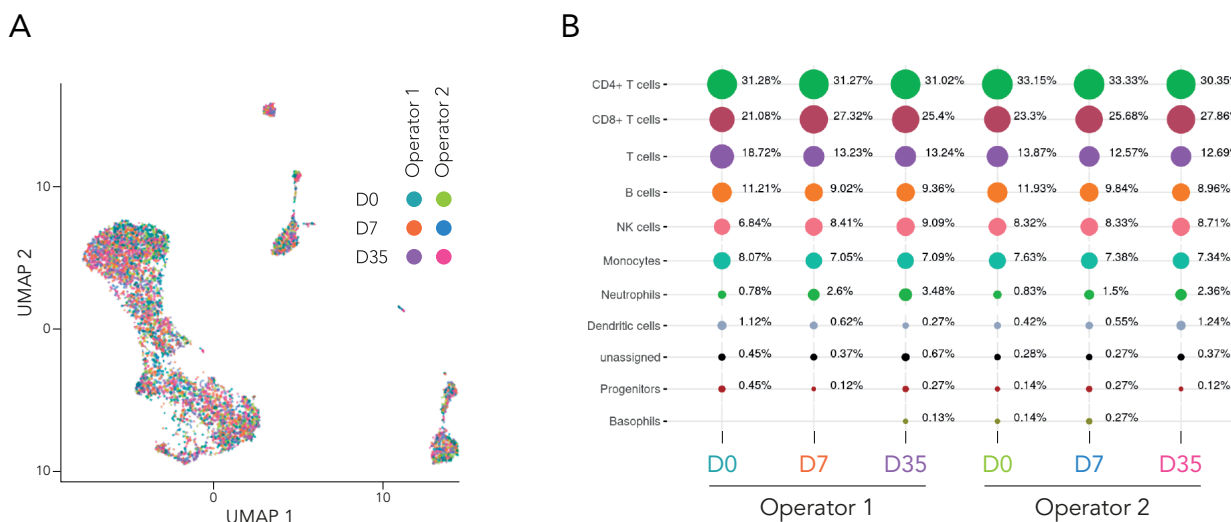 A
Operator 1
Operator 2
D0
D7
D35
10
0
10
0
10
UMAP 2
UMAP 1
B
CD4+ T cells 31.28% 31.27% 31.02% 33.15% 33.33% 30.35%
CD8+ T cells 21.08% 27.32% 25.4% 23.3% 25.68% 27.86%
T cells 18.72% 13.23% 13.24% 13.87% 12.57% 12.69%
B cells 11.21% 9.02% 9.36% 11.93% 9.84% 8.96%
NK cells 6.84% 8.41% 9.09% 8.32% 8.33% 8.71%
Monocytes 8.07% 7.05% 7.09% 7.63% 7.38% 7.34%
Neutrophils 0.78% 2.6% 3.48% 0.83% 1.5% 2.36%
Dendritic cells 1.12% 0.62% 0.27% 0.42% 0.55% 1.24%
unassigned 0.45% 0.37% 0.67% 0.28% 0.27% 0.37%
Progenitors 0.45% 0.12% 0.27% 0.14% 0.27% 0.12%
Basophils 0.13% 0.14% 0.27%
D0 D7 D35 D0 D7 D35
Operator 1 Operator 2